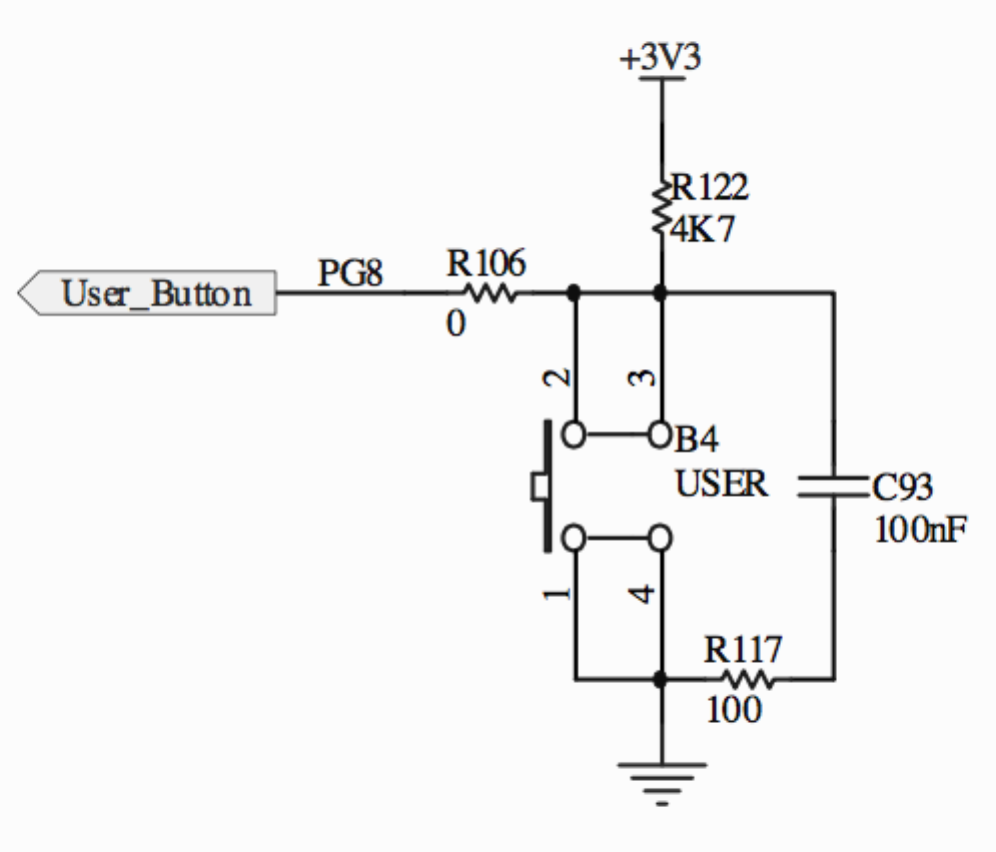 +3V3
R122
4K7
PG8
R106
User_Button
0
2
3
B4
USER
C93
100nF
1
4
R117
100